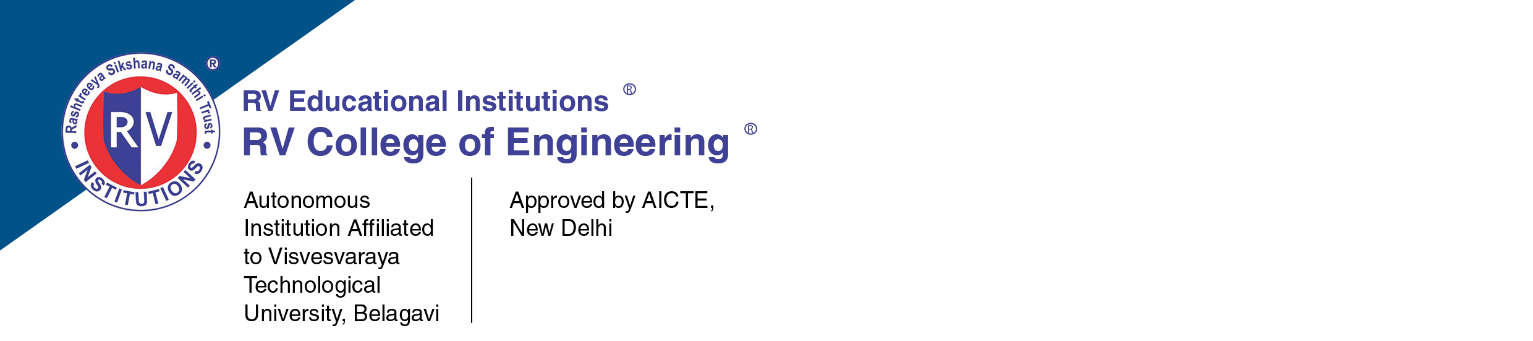 Rashtreeya Sikshana Samithi Trust
®
RV
• INSTITUTIONS •
RV Educational Institutions ®
RV College of Engineering ®
Autonomous
Institution Affiliated
to Visvesvaraya
Technological
University, Belagavi
Approved by AICTE,
New Delhi